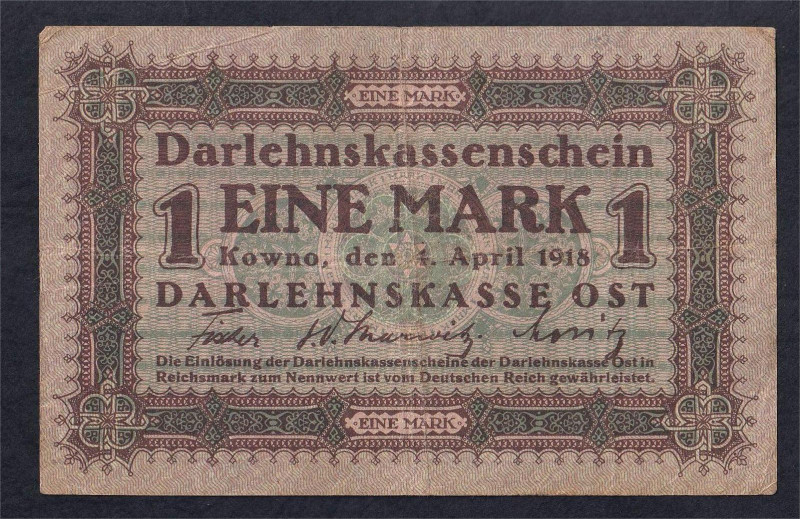 EINE MARK
Darlehnskassenschein
1 EINE MARK 1
Kowno, den 4. April 1918
DARLEHNSKASSE OST
Fischer
Die Einlösung der Darlehnskassenscheine der Darlehnskasse Ost in
Reichsmark zum Nennwert ist vom Deutschen Reich gewährleistet.
EINE MARK